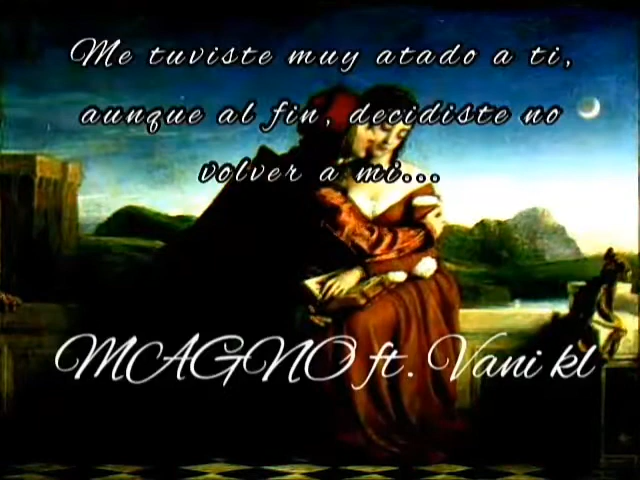 Me tuviste muy atado a ti,
aunque al fin, decidiste no
volver a mi...
MAGNO ft. Vani kl